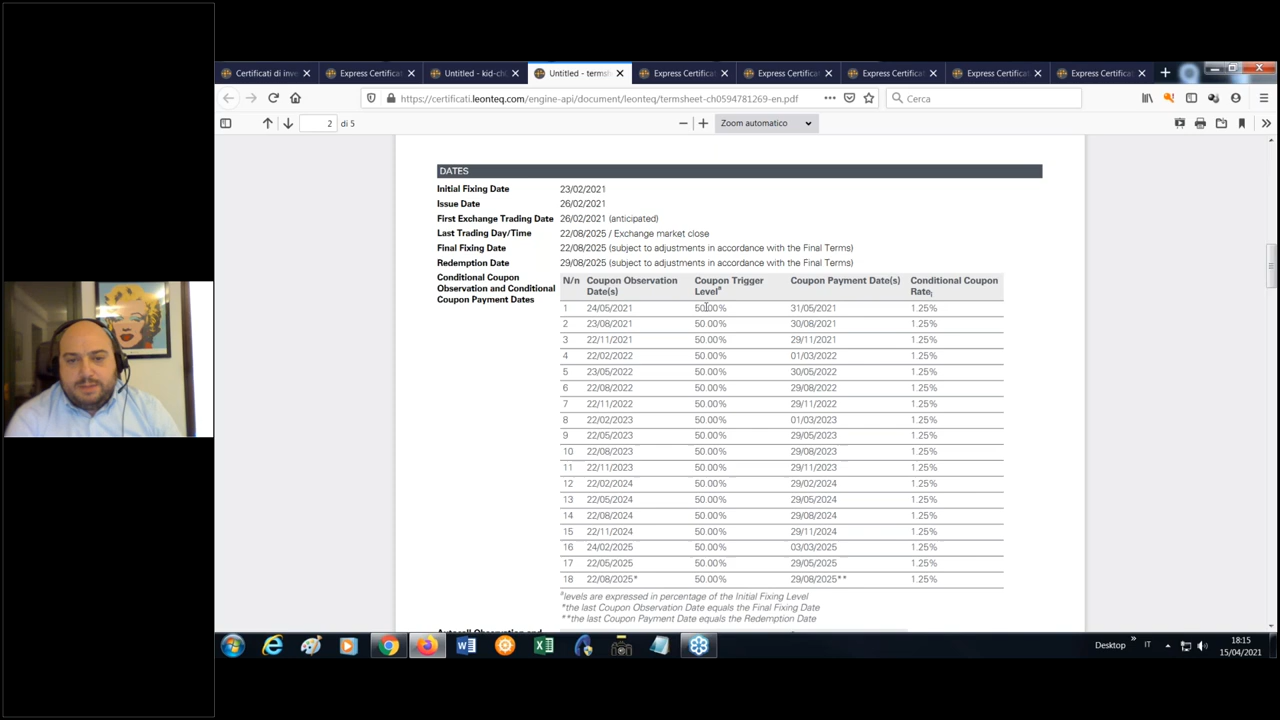 Certificati di inv
Express Certificat
Untitled - kid-ch
Untitled - termsh
Express Certificat
Express Certificat
Express Certificat
Express Certificat
Express Certificat
https://certificati.leonteq.com/engine-api/document/leonteq/termsheet-ch0594781269-en.pdf
Cerca
2 di 5
Zoom automatico
DATES
Initial Fixing Date 23/02/2021
Issue Date 26/02/2021
First Exchange Trading Date 26/02/2021 (anticipated)
Last Trading Day/Time 22/08/2025 / Exchange market close
Final Fixing Date 22/08/2025 (subject to adjustments in accordance with the Final Terms)
Redemption Date 29/08/2025 (subject to adjustments in accordance with the Final Terms)
Conditional Coupon
Observation and Conditional
Coupon Payment Dates
N/n Coupon Observation Coupon Trigger Coupon Payment Date(s) Conditional Coupon
Date(s) Levelª Rateᵢ
1 24/05/2021 50.00% 31/05/2021 1.25%
2 23/08/2021 50.00% 30/08/2021 1.25%
3 22/11/2021 50.00% 29/11/2021 1.25%
4 22/02/2022 50.00% 01/03/2022 1.25%
5 23/05/2022 50.00% 30/05/2022 1.25%
6 22/08/2022 50.00% 29/08/2022 1.25%
7 22/11/2022 50.00% 29/11/2022 1.25%
8 22/02/2023 50.00% 01/03/2023 1.25%
9 22/05/2023 50.00% 29/05/2023 1.25%
10 22/08/2023 50.00% 29/08/2023 1.25%
11 22/11/2023 50.00% 29/11/2023 1.25%
12 22/02/2024 50.00% 29/02/2024 1.25%
13 22/05/2024 50.00% 29/05/2024 1.25%
14 22/08/2024 50.00% 29/08/2024 1.25%
15 22/11/2024 50.00% 29/11/2024 1.25%
16 24/02/2025 50.00% 03/03/2025 1.25%
17 22/05/2025 50.00% 29/05/2025 1.25%
18 22/08/2025* 50.00% 29/08/2025** 1.25%
ªlevels are expressed in percentage of the Initial Fixing Level
*the last Coupon Observation Date equals the Final Fixing Date
**the last Coupon Payment Date equals the Redemption Date
Desktop
IT
18:15
15/04/2021